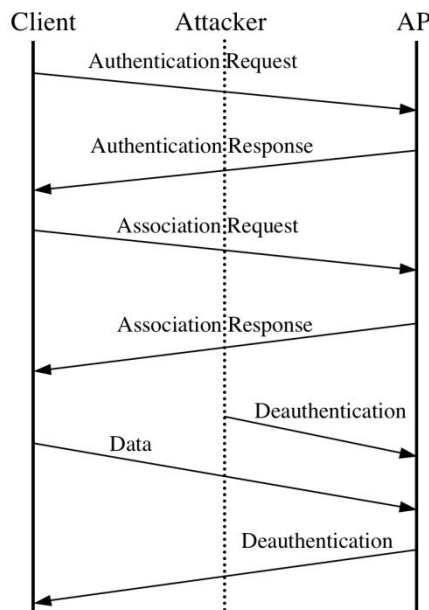 Client Attacker AP
Authentication Request
Authentication Response
Association Request
Association Response
Deauthentication
Data
Deauthentication